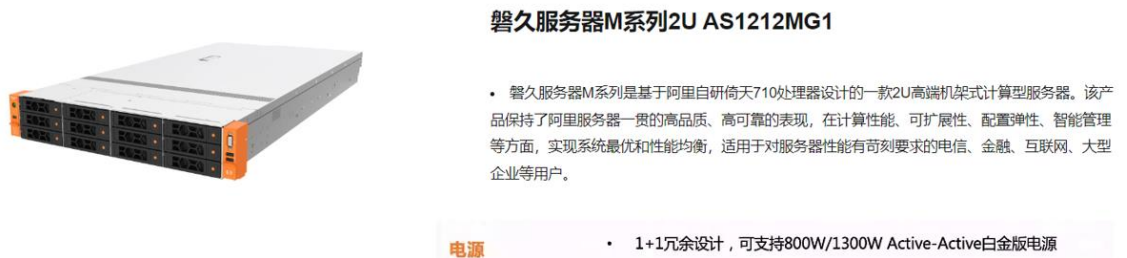 磐久服务器M系列2U AS1212MG1
• 磐久服务器M系列是基于阿里自研倚天710处理器设计的一款2U高端机架式计算型服务器。该产
品保持了阿里服务器一贯的高品质、高可靠的表现，在计算性能、可扩展性、配置弹性、智能管理
等方面，实现系统最优和性能均衡，适用于对服务器性能有苛刻要求的电信、金融、互联网、大型
企业等用户。
电源 • 1+1冗余设计，可支持800W/1300W Active-Active白金版电源